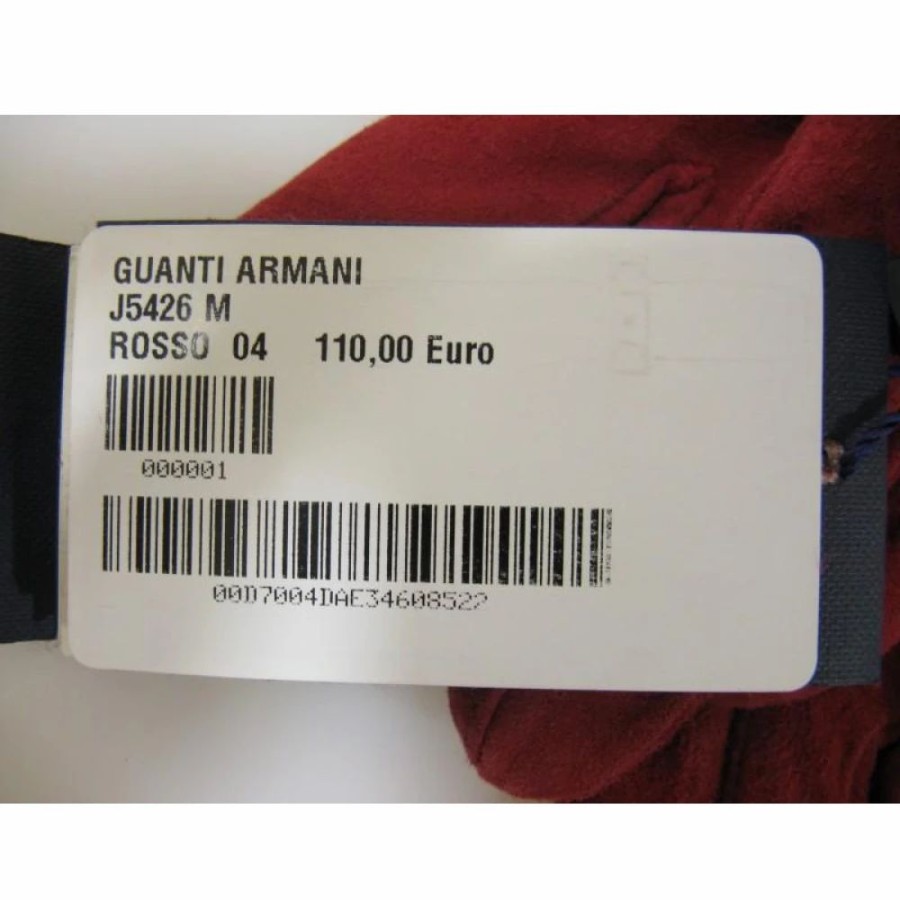 GUANTI ARMANI
J5426 M
ROSSO 04 110,00 Euro
000001
00D7004DAE34608522